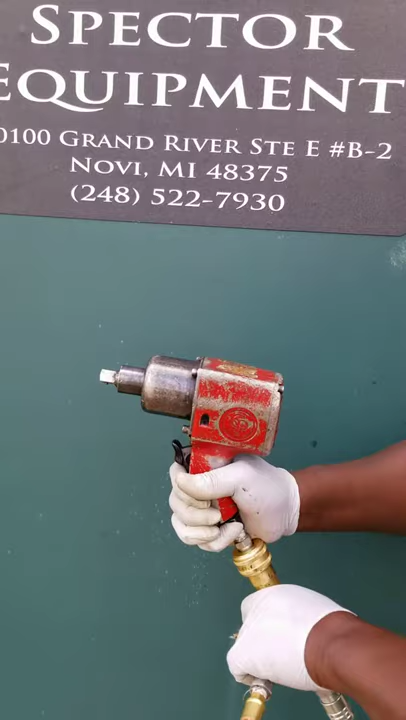 SPECTOR
EQUIPMENT
0100 GRAND RIVER STE E #B-2
NOVI, MI 48375
(248) 522-7930